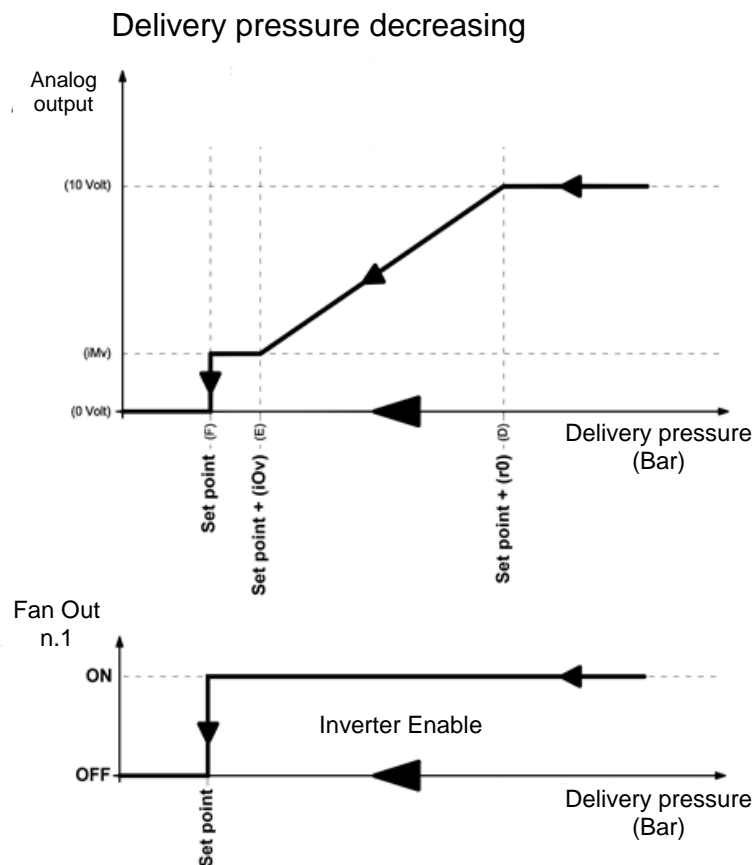 Delivery pressure decreasing
Analog
output
(10 Volt)
(iMv)
(0 Volt)
Set point - (F)
Set point + (iOv) - (E)
Set point + (r0) - (D)
Delivery pressure
(Bar)
Fan Out
n.1
ON
Inverter Enable
OFF
Set point
Delivery pressure
(Bar)